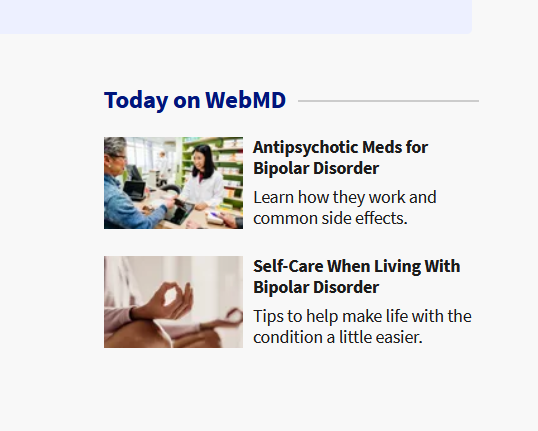 Today on WebMD
Antipsychotic Meds for
Bipolar Disorder
Learn how they work and
common side effects.
Self-Care When Living With
Bipolar Disorder
Tips to help make life with the
condition a little easier.